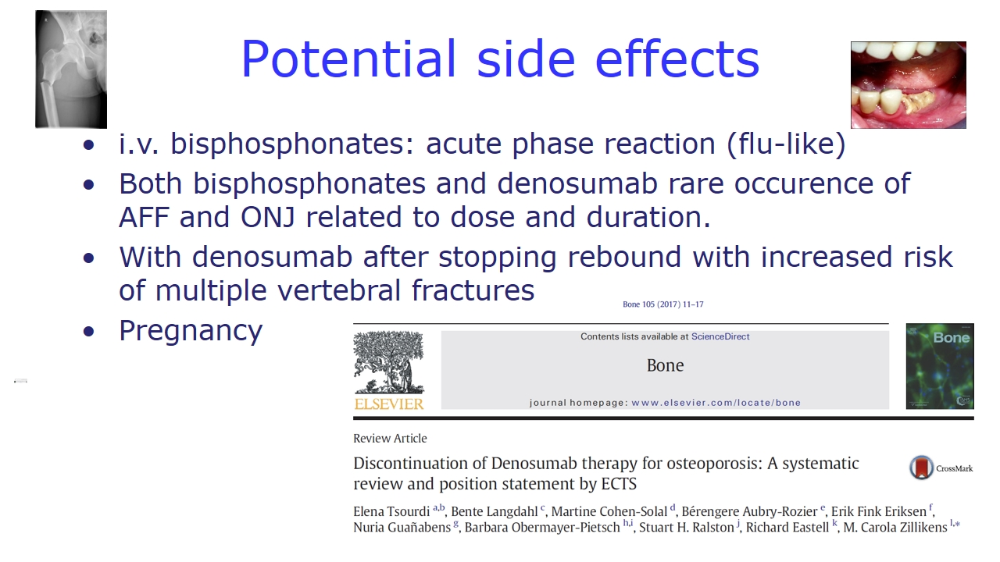 Potential side effects
• i.v. bisphosphonates: acute phase reaction (flu-like)
• Both bisphosphonates and denosumab rare occurence of
AFF and ONJ related to dose and duration.
• With denosumab after stopping rebound with increased risk
of multiple vertebral fractures
• Pregnancy
Bone 105 (2017) 11–17
Contents lists available at ScienceDirect
Bone
journal homepage: www.elsevier.com/locate/bone
ELSEVIER
Bone
Review Article
Discontinuation of Denosumab therapy for osteoporosis: A systematic
review and position statement by ECTS
CrossMark
Elena Tsourdi a,b, Bente Langdahl c, Martine Cohen-Solal d, Bérengere Aubry-Rozier e, Erik Fink Eriksen f,
Nuria Guañabens g, Barbara Obermayer-Pietsch h,i, Stuart H. Ralston j, Richard Eastell k, M. Carola Zillikens l,*